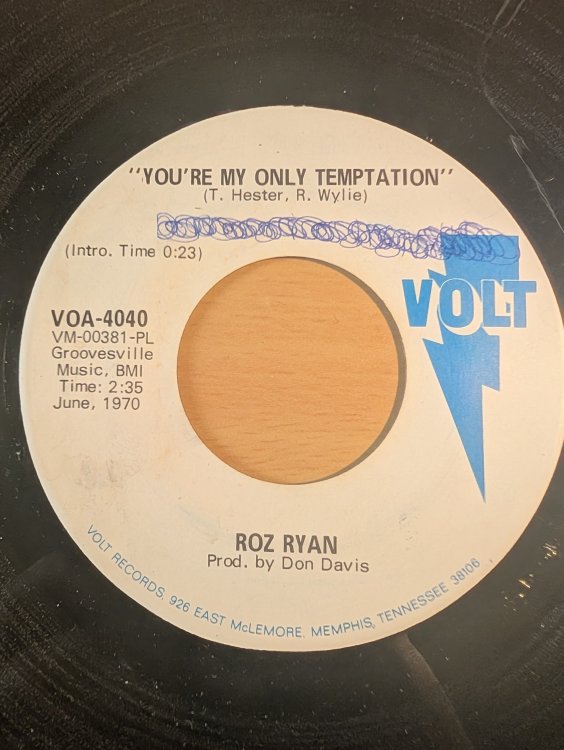 "YOU'RE MY ONLY TEMPTATION"
(T. Hester, R. Wylie)
(Intro. Time 0:23)
VOLT
VOA-4040
VM-00381-PL
Groovesville
Music, BMI
Time: 2:35
June, 1970
ROZ RYAN
Prod. by Don Davis
VOLT RECORDS, 926 EAST McLEMORE, MEMPHIS, TENNESSEE 38106